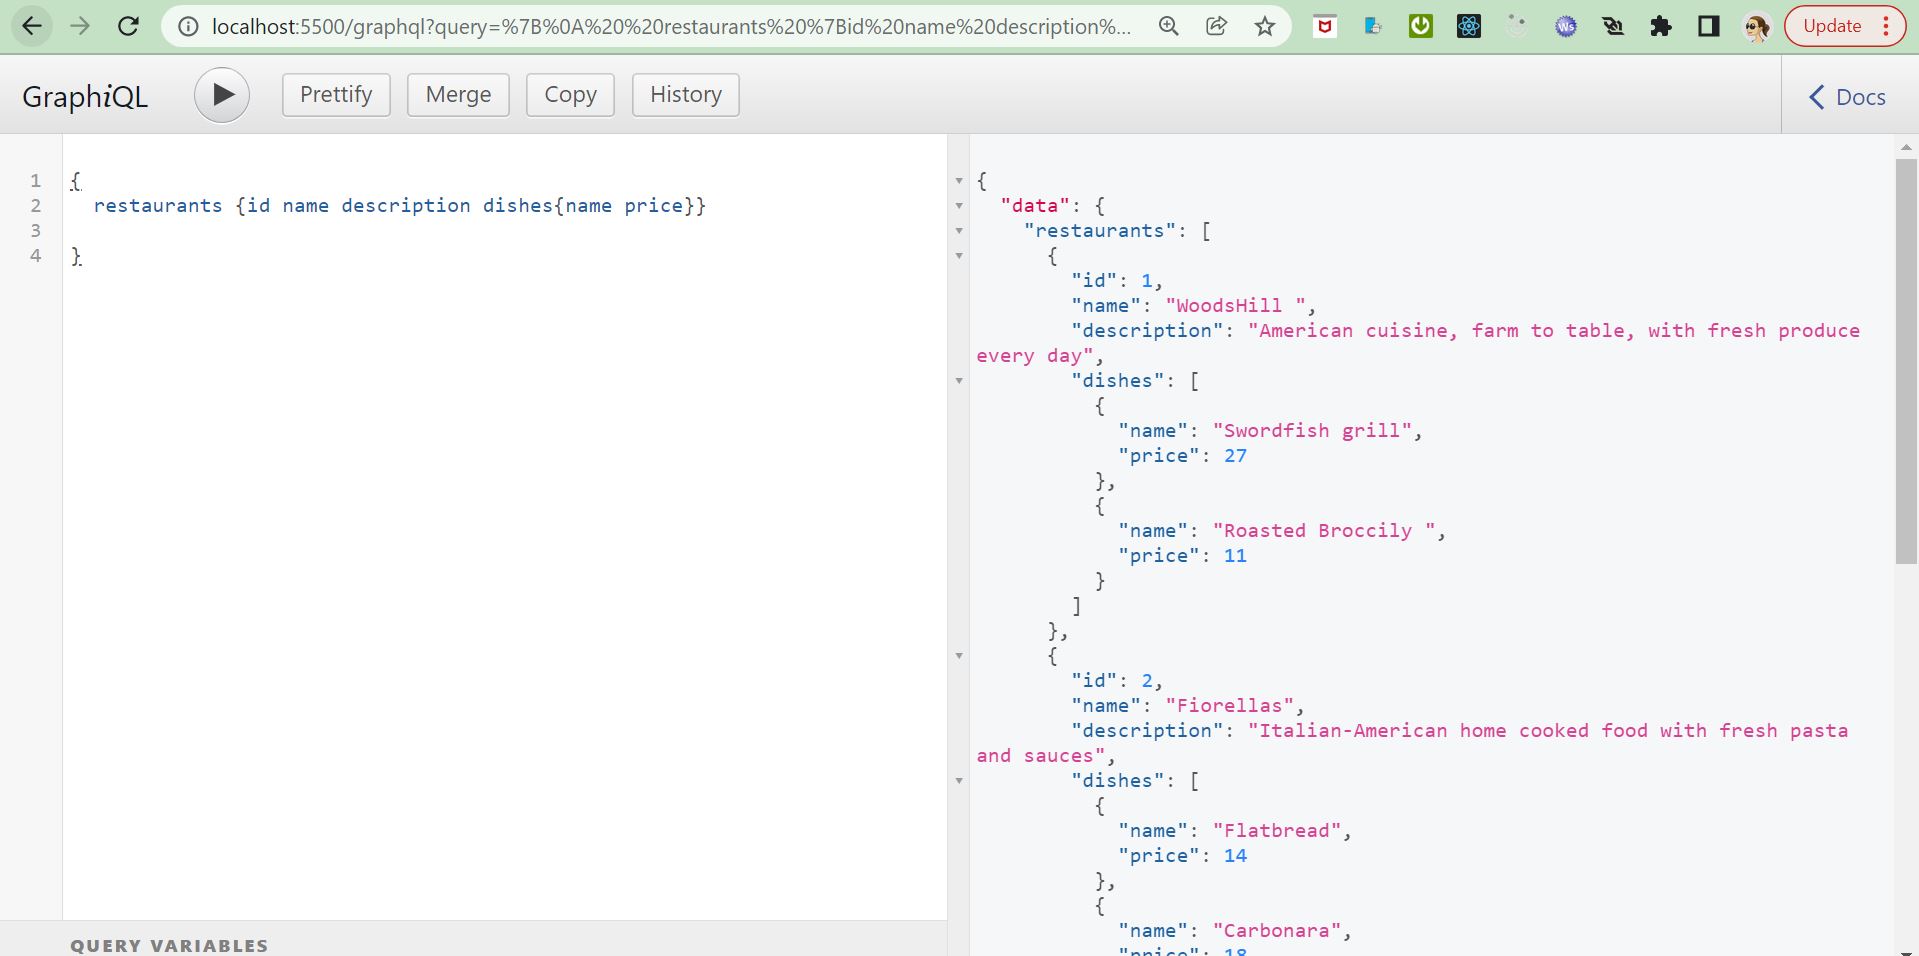 localhost:5500/graphql?query=%7B%0A%20%20restaurants%20%7Bid%20name%20description%...
Update
GraphiQL
Prettify
Merge
Copy
History
Docs
1 {
2 restaurants {id name description dishes{name price}}
3
4 }
QUERY VARIABLES
{
"data": {
"restaurants": [
{
"id": 1,
"name": "WoodsHill ",
"description": "American cuisine, farm to table, with fresh produce
every day",
"dishes": [
{
"name": "Swordfish grill",
"price": 27
},
{
"name": "Roasted Broccily ",
"price": 11
}
]
},
{
"id": 2,
"name": "Fiorellas",
"description": "Italian-American home cooked food with fresh pasta
and sauces",
"dishes": [
{
"name": "Flatbread",
"price": 14
},
{
"name": "Carbonara",
"price": 18